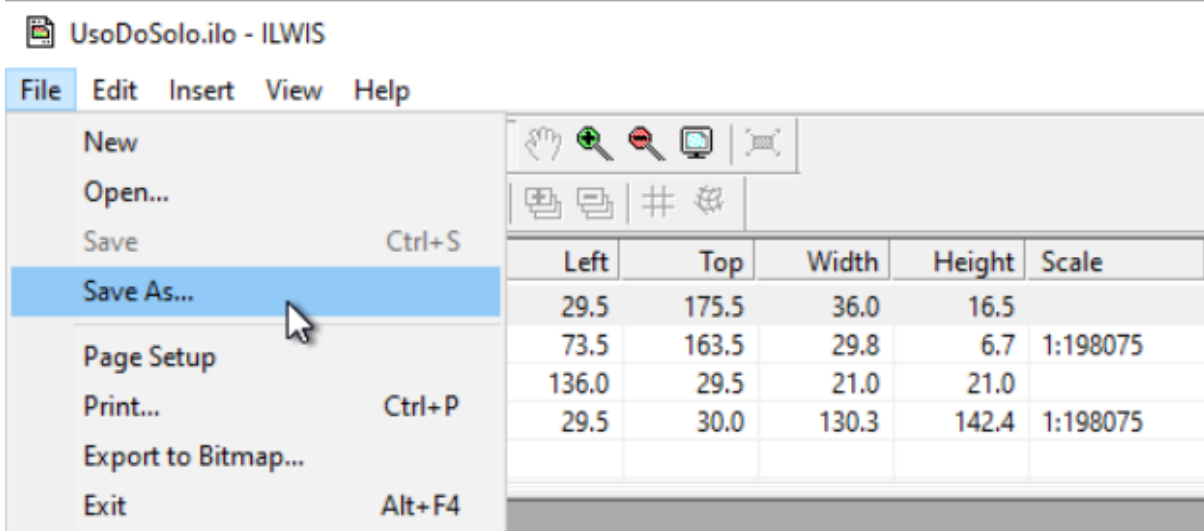 UsoDoSolo.ilo - ILWIS
File Edit Insert View Help
New
Open...
Save Ctrl+S
Left Top Width Height Scale
Save As...
29.5 175.5 36.0 16.5
73.5 163.5 29.8 6.7 1:198075
Page Setup
136.0 29.5 21.0 21.0
Print... Ctrl+P
29.5 30.0 130.3 142.4 1:198075
Export to Bitmap...
Exit Alt+F4